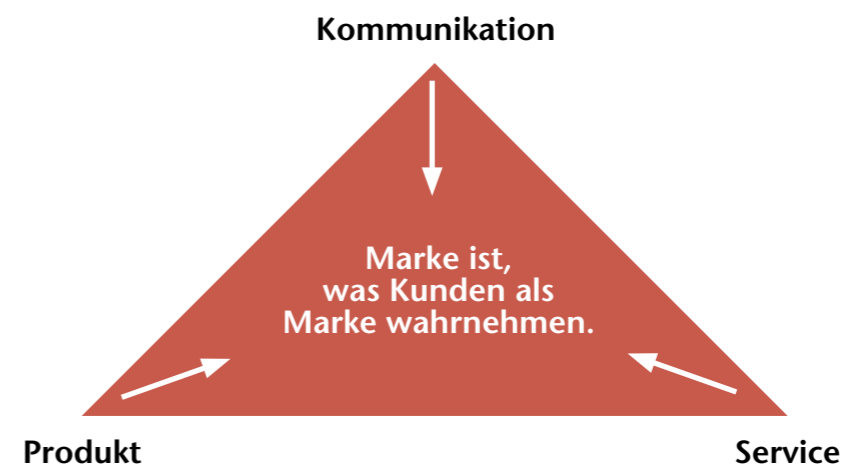 Kommunikation
Marke ist,
was Kunden als
Marke wahrnehmen.
Produkt
Service